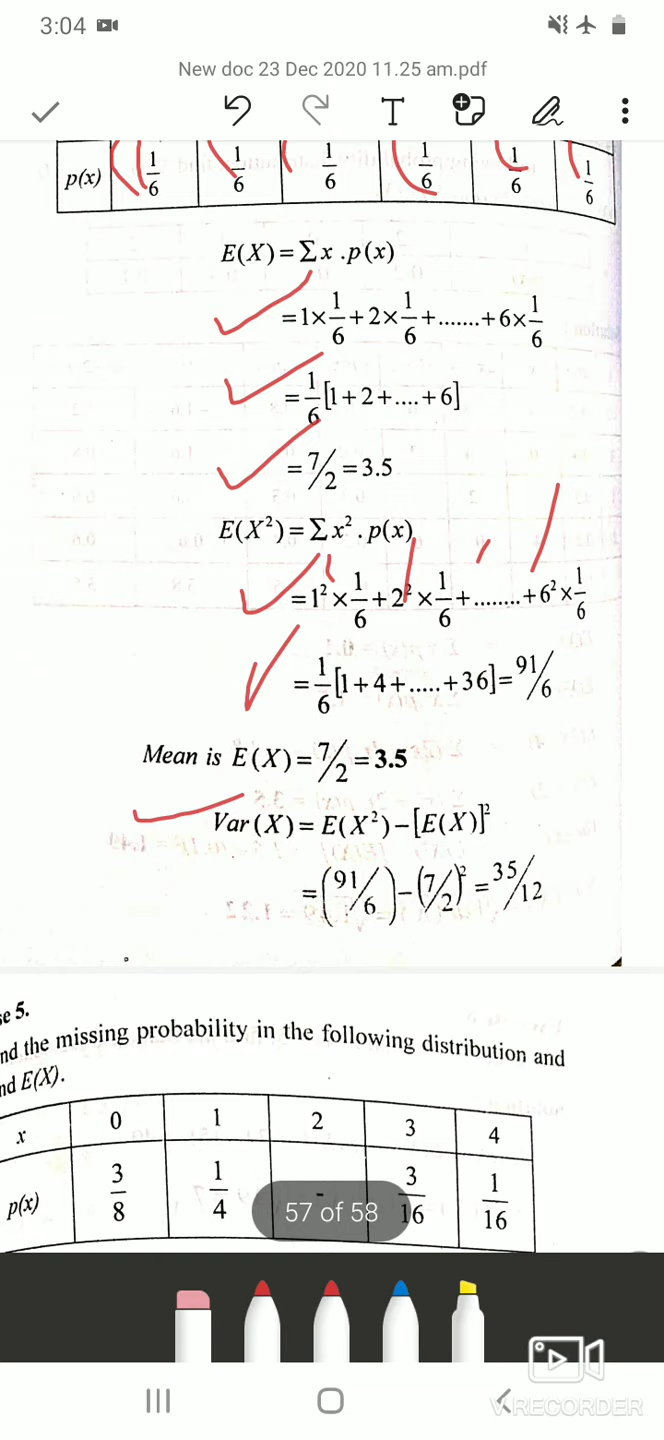 3:04
New doc 23 Dec 2020 11.25 am.pdf
T
p(x) 1/6 1/6 1/6 1/6 1/6 1/6
E(X) = Σx . p(x)
= 1×1/6 + 2×1/6 + ....... + 6×1/6
= 1/6[1 + 2 + .... + 6]
= 7/2 = 3.5
E(X²) = Σx² . p(x)
= 1² × 1/6 + 2² × 1/6 + ........ + 6² × 1/6
= 1/6[1 + 4 + ..... + 36] = 91/6
Mean is E(X) = 7/2 = 3.5
Var(X) = E(X²) − [E(X)]²
= (91/6) − (7/2)² = 35/12
se 5.
nd the missing probability in the following distribution and
nd E(X).
x 0 1 2 3 4
p(x) 3/8 1/4 - 3/16 1/16
57 of 58
V.RECORDER